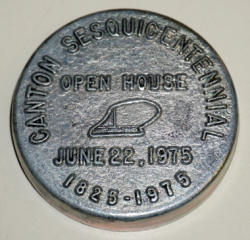 CANTON SESQUICENTENNIAL
OPEN HOUSE
JUNE 22, 1975
1825-1975